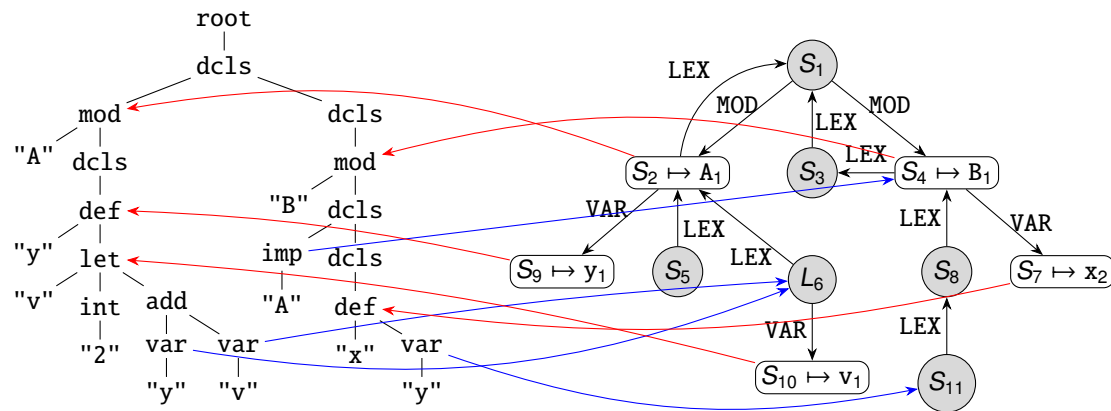 root
dcls
LEX S1
MOD MOD
mod dcls LEX
"A" dcls mod S2 ↦ A1 S3 LEX S4 ↦ B1
def "B" dcls VAR LEX LEX VAR
"y" let imp dcls S9 ↦ y1 S5 LEX L6 S8 S7 ↦ x2
"v" int add "A" def VAR LEX
"2" var var "x" var S10 ↦ v1 S11
"y" "v" "y"